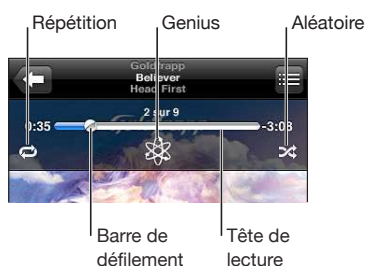 Répétition
Genius
Aléatoire
Goldfrapp
Believer
Head First
2 sur 9
0:35
-3:08
Barre de
défilement
Tête de
lecture